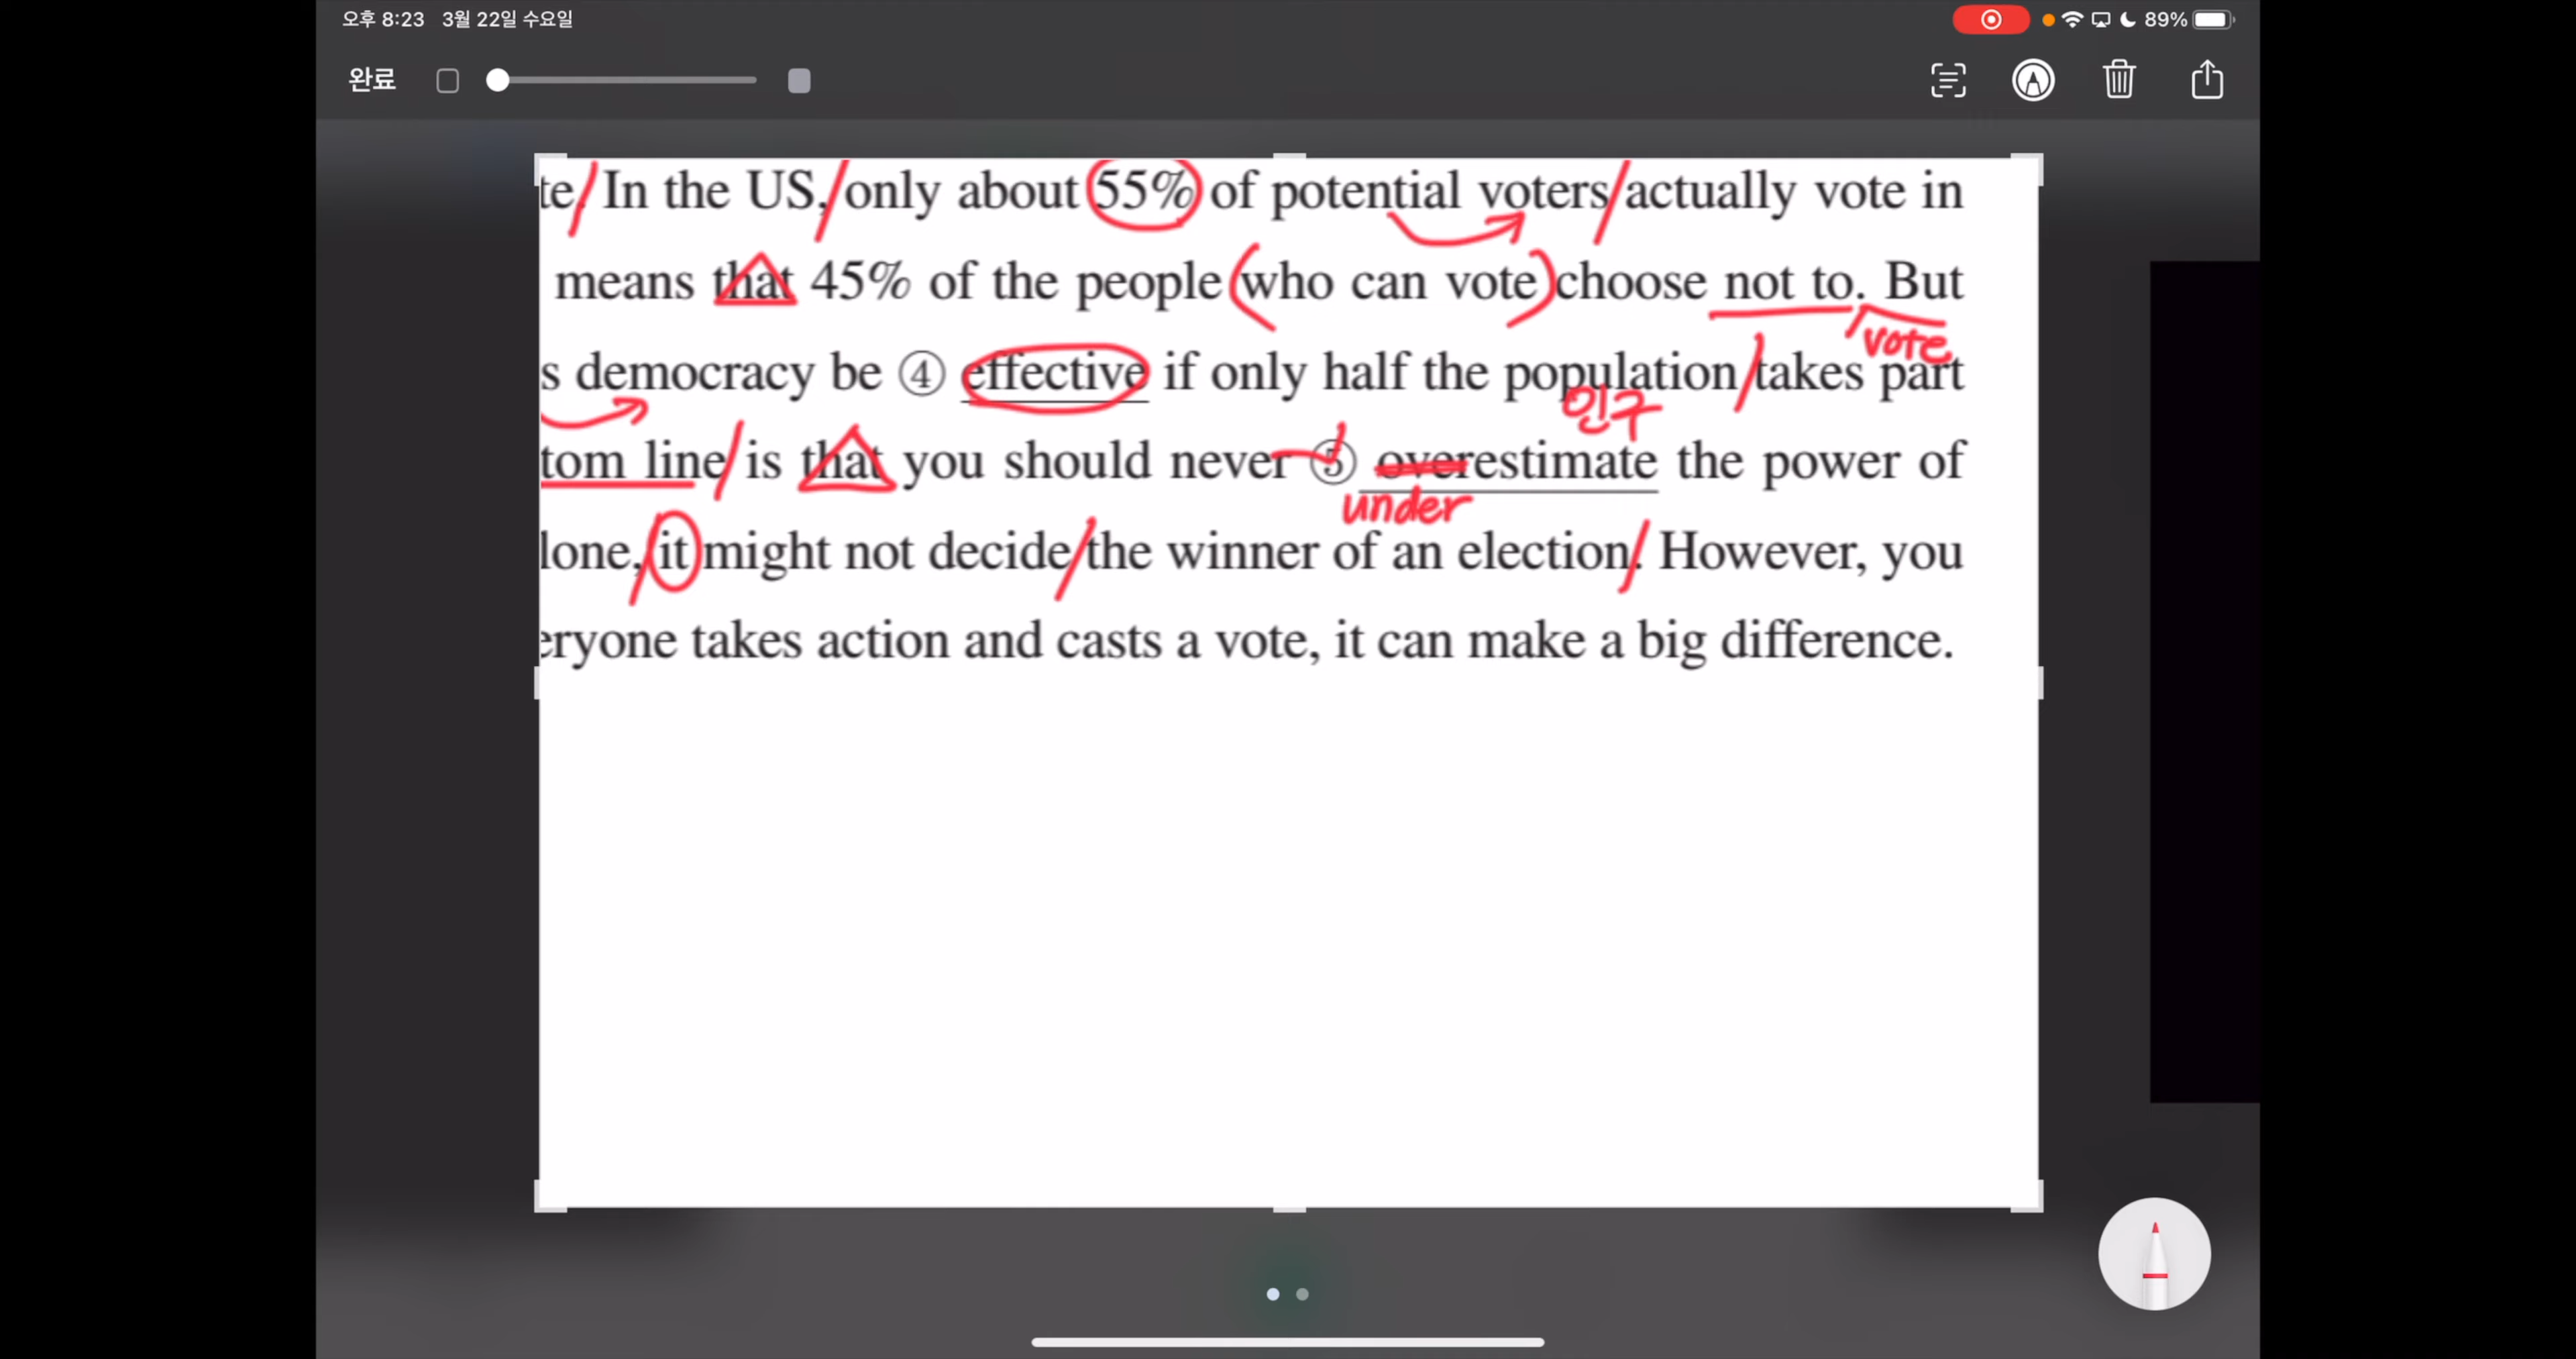 오후 8:23 3월 22일 수요일
89%
완료
te. In the US, only about 55% of potential voters actually vote in
means that 45% of the people who can vote choose not to. But
vote
s democracy be ④ effective if only half the population takes part
인구
tom line is that you should never ⑤ overestimate the power of
under
lone, it might not decide the winner of an election. However, you
eryone takes action and casts a vote, it can make a big difference.